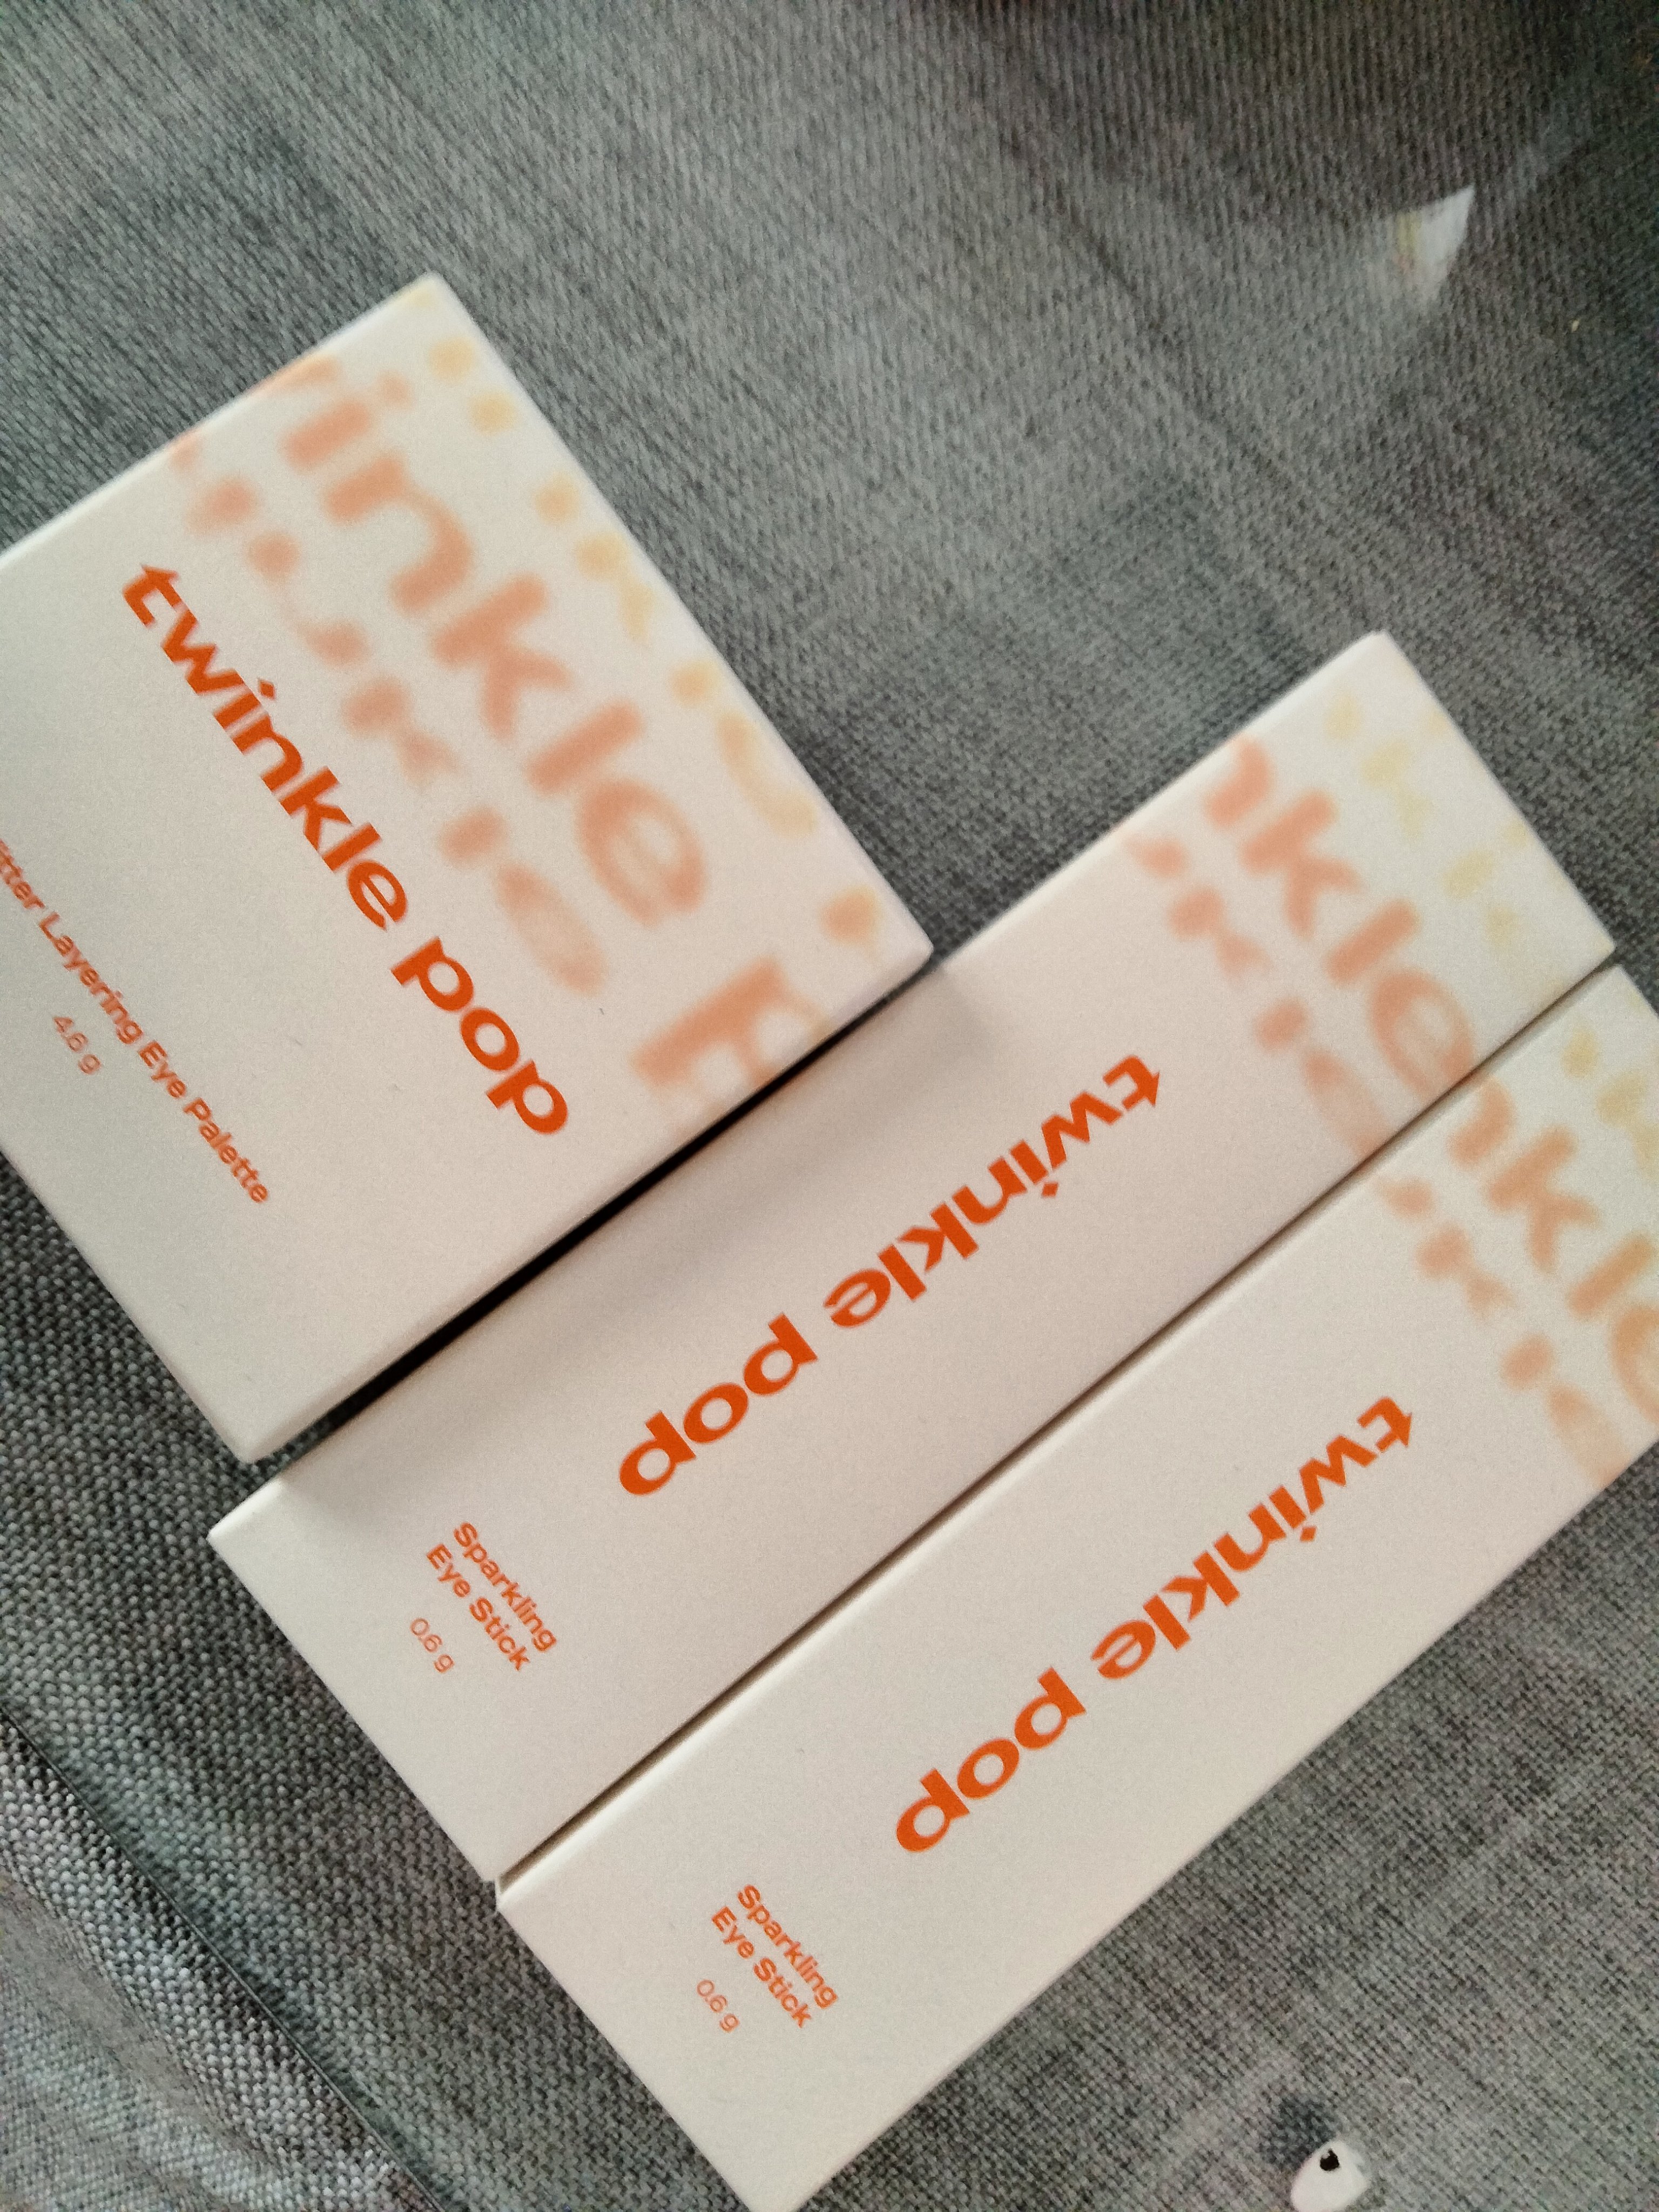 twinkle pop
Layering Eye Palette
4.6 g
twinkle pop
Sparkling
Eye Stick
0.6 g
twinkle pop
Sparkling
Eye Stick
0.6 g